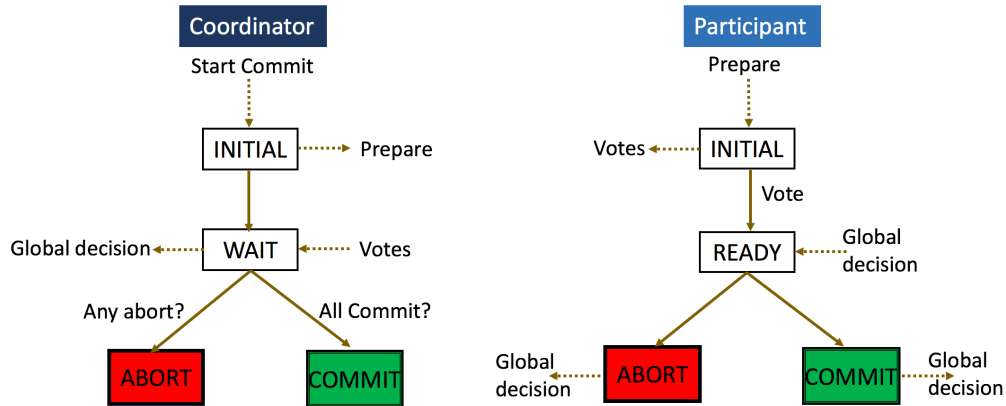 Coordinator
Start Commit
INITIAL
Prepare
Global decision
WAIT
Votes
Any abort?
All Commit?
ABORT
COMMIT
Participant
Prepare
Votes
INITIAL
Vote
READY
Global
decision
Global
decision
ABORT
COMMIT
Global
decision